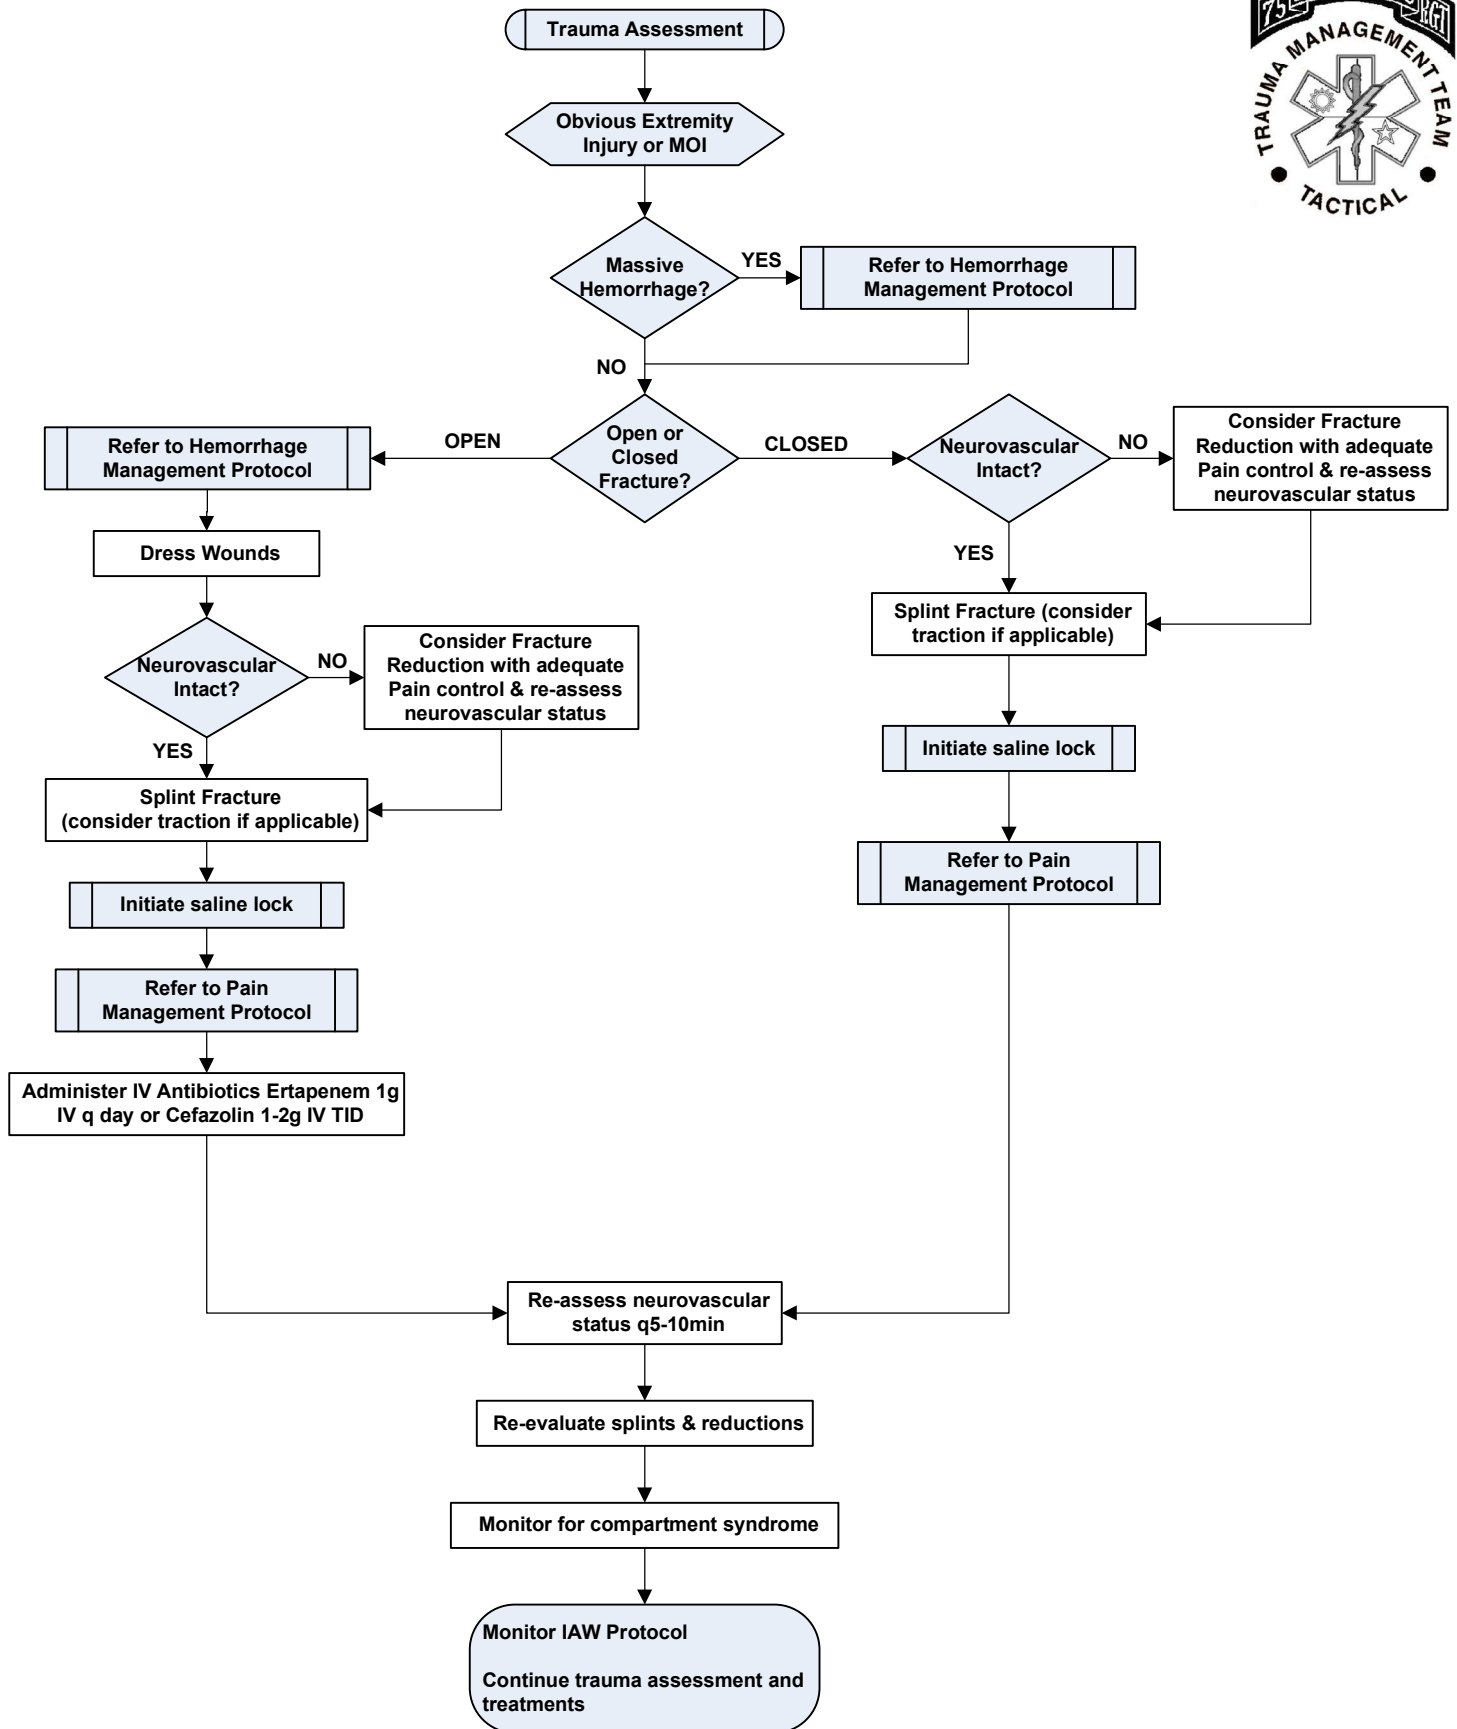 75
RGT
TRAUMA MANAGEMENT TEAM
TACTICAL
Trauma Assessment
Obvious Extremity
Injury or MOI
Massive
Hemorrhage?
YES
Refer to Hemorrhage
Management Protocol
NO
Open or
Closed
Fracture?
OPEN
CLOSED
Refer to Hemorrhage
Management Protocol
Neurovascular
Intact?
NO
Consider Fracture
Reduction with adequate
Pain control & re-assess
neurovascular status
Dress Wounds
YES
Splint Fracture (consider
traction if applicable)
Neurovascular
Intact?
NO
Consider Fracture
Reduction with adequate
Pain control & re-assess
neurovascular status
YES
Splint Fracture
(consider traction if applicable)
Initiate saline lock
Initiate saline lock
Refer to Pain
Management Protocol
Refer to Pain
Management Protocol
Administer IV Antibiotics Ertapenem 1g
IV q day or Cefazolin 1-2g IV TID
Re-assess neurovascular
status q5-10min
Re-evaluate splints & reductions
Monitor for compartment syndrome
Monitor IAW Protocol
Continue trauma assessment and
treatments